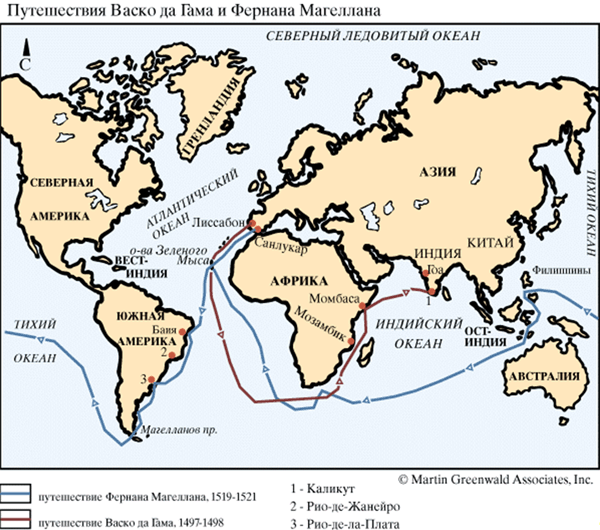 Путешествия Васко да Гама и Фернана Магеллана
СЕВЕРНЫЙ ЛЕДОВИТЫЙ ОКЕАН
С
ГРЕНЛАНДИЯ
СЕВЕРНАЯ
АМЕРИКА
АТЛАНТИЧЕСКИЙ
ОКЕАН
АЗИЯ
ТИХИЙ ОКЕАН
Лиссабон
Санлукар
о-ва Зеленого
Мыса
ВЕСТ-
ИНДИЯ
ИНДИЯ
Гоа
1
КИТАЙ
Филиппины
АФРИКА
Момбаса
Мозамбик
ИНДИЙСКИЙ
ОКЕАН
ОСТ-
ИНДИЯ
ЮЖНАЯ
АМЕРИКА
Баия
2
3
ТИХИЙ
ОКЕАН
АВСТРАЛИЯ
Магелланов пр.
© Martin Greenwald Associates, Inc.
путешествие Фернана Магеллана, 1519-1521
путешествие Васко да Гама, 1497-1498
1 - Каликут
2 - Рио-де-Жанейро
3 - Рио-де-ла-Плата